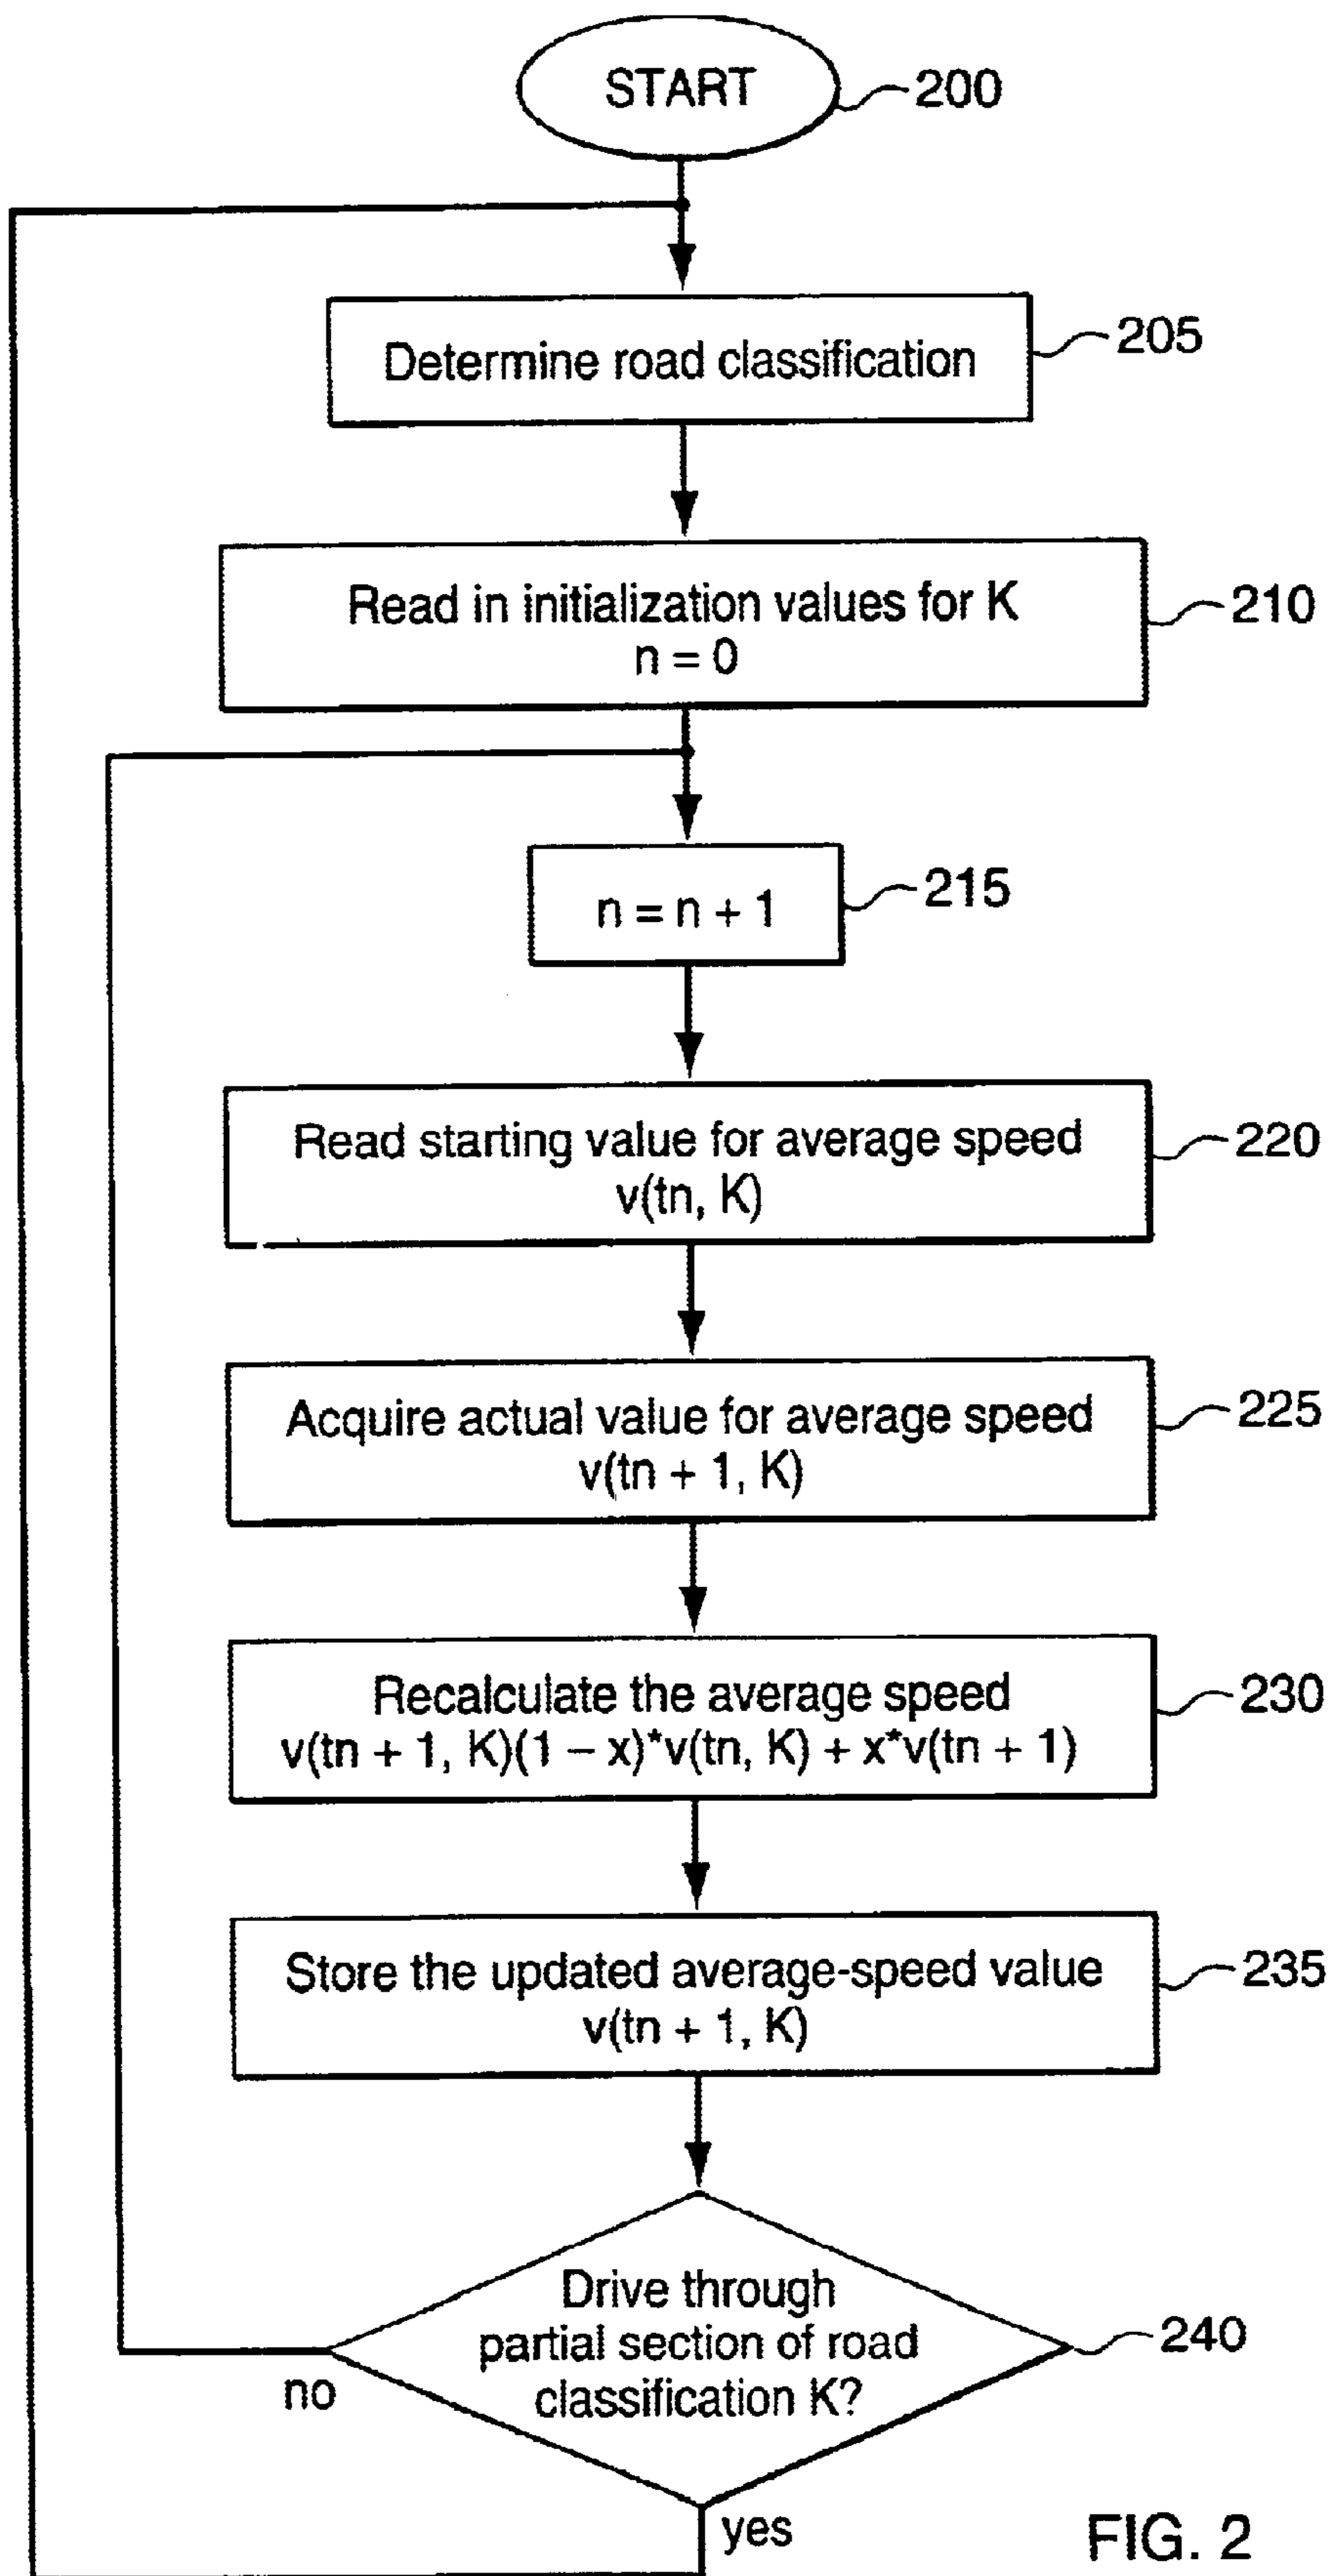 START
200
Determine road classification
205
Read in initialization values for K
n = 0
210
n = n + 1
215
Read starting value for average speed
v(tn, K)
220
Acquire actual value for average speed
v(tn + 1, K)
225
Recalculate the average speed
v(tn + 1, K)(1 – x)*v(tn, K) + x*v(tn + 1)
230
Store the updated average-speed value
v(tn + 1, K)
235
Drive through
partial section of road
classification K?
240
no
yes
FIG. 2